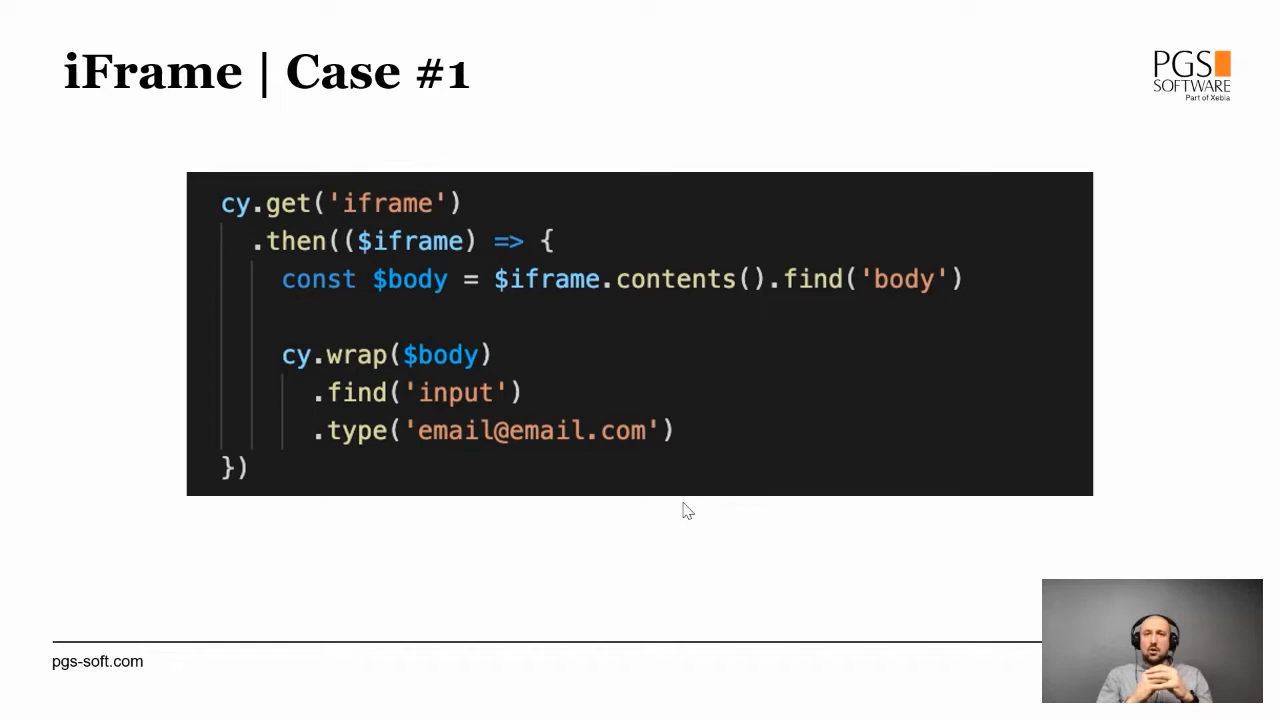 iFrame | Case #1
PGS
SOFTWARE
Part of Xebia
cy.get('iframe')
.then(($iframe) => {
const $body = $iframe.contents().find('body')
cy.wrap($body)
.find('input')
.type('email@email.com')
})
pgs-soft.com